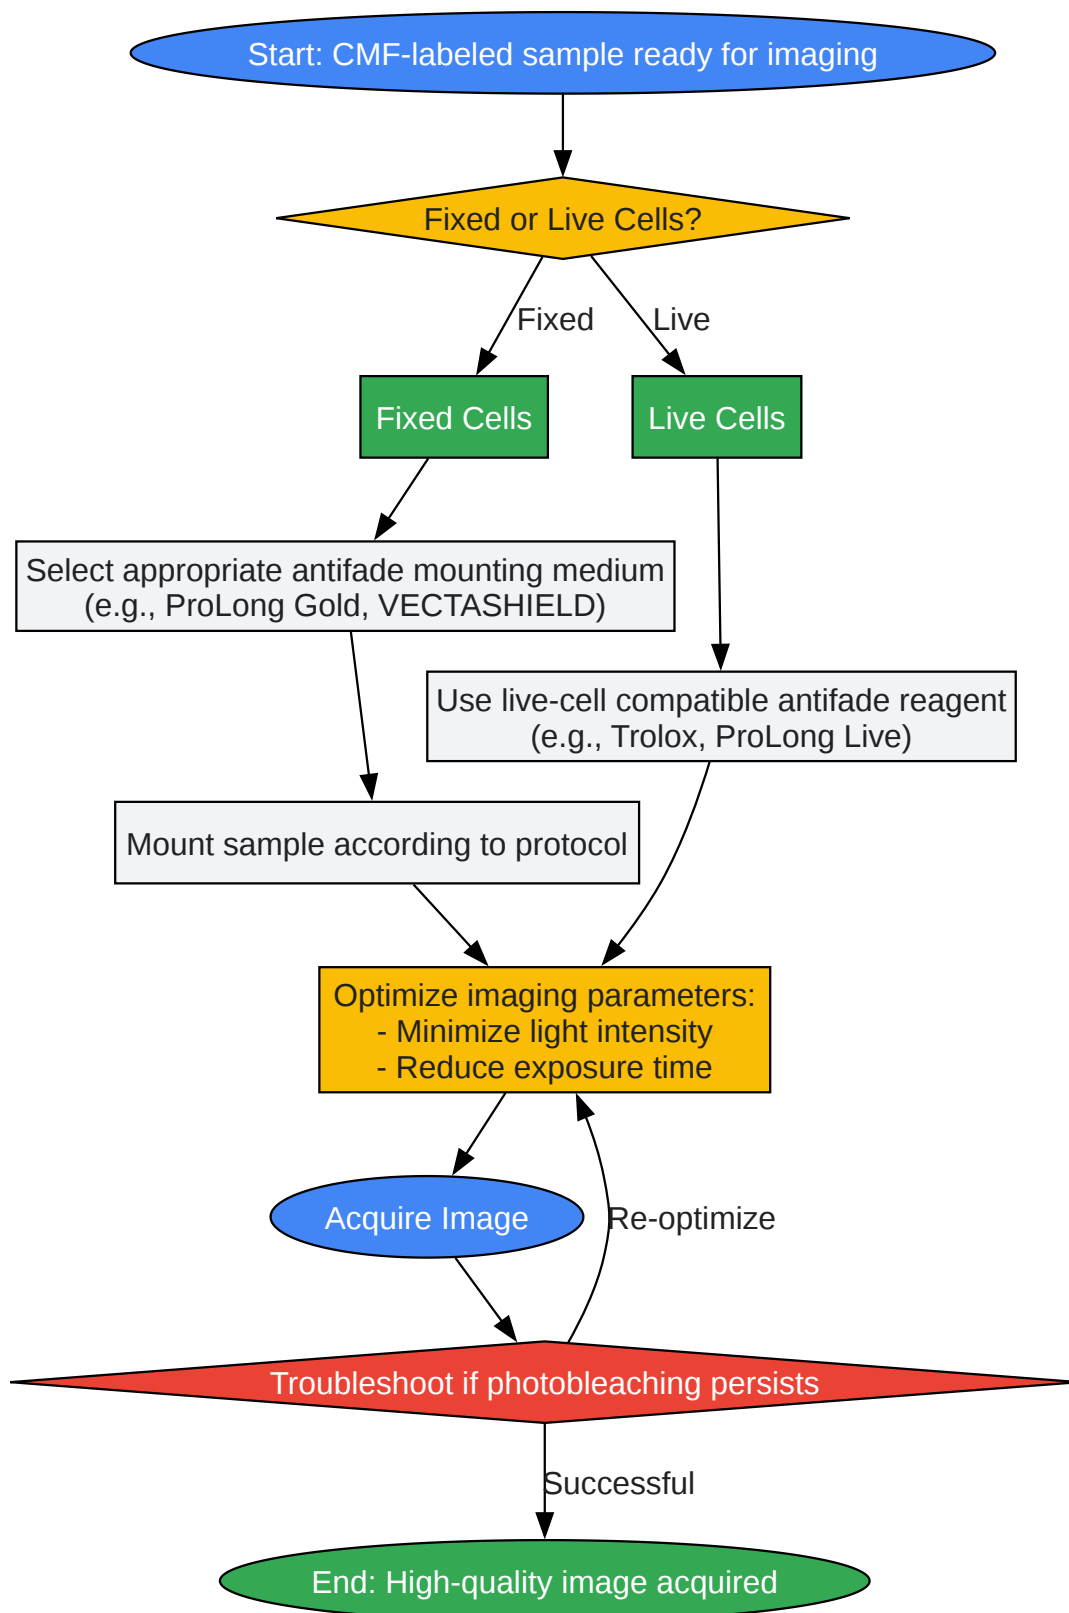 Start: CMF-labeled sample ready for imaging
Fixed or Live Cells?
Fixed
Live
Fixed Cells
Live Cells
Select appropriate antifade mounting medium
(e.g., ProLong Gold, VECTASHIELD)
Use live-cell compatible antifade reagent
(e.g., Trolox, ProLong Live)
Mount sample according to protocol
Optimize imaging parameters:
- Minimize light intensity
- Reduce exposure time
Acquire Image
Re-optimize
Troubleshoot if photobleaching persists
Successful
End: High-quality image acquired